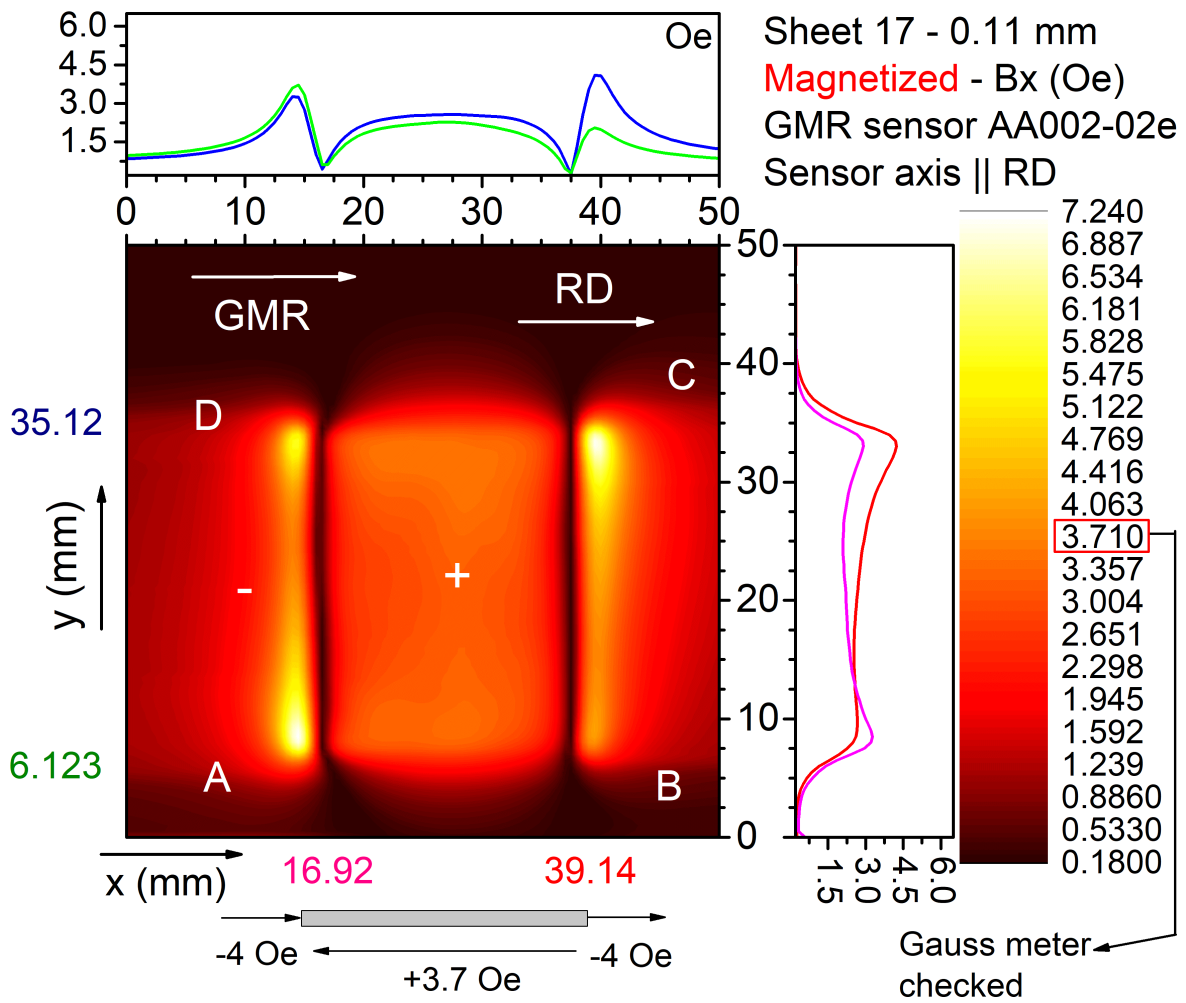 6.0
4.5
3.0
1.5
Oe
0 10 20 30 40 50
Sheet 17 - 0.11 mm
Magnetized - Bx (Oe)
GMR sensor AA002-02e
Sensor axis || RD
GMR
RD
D
C
A
B
-
+
35.12
6.123
y (mm)
x (mm)
16.92
39.14
50
40
30
20
10
0
1.5
3.0
4.5
6.0
7.240
6.887
6.534
6.181
5.828
5.475
5.122
4.769
4.416
4.063
3.710
3.357
3.004
2.651
2.298
1.945
1.592
1.239
0.8860
0.5330
0.1800
-4 Oe
+3.7 Oe
-4 Oe
Gauss meter
checked